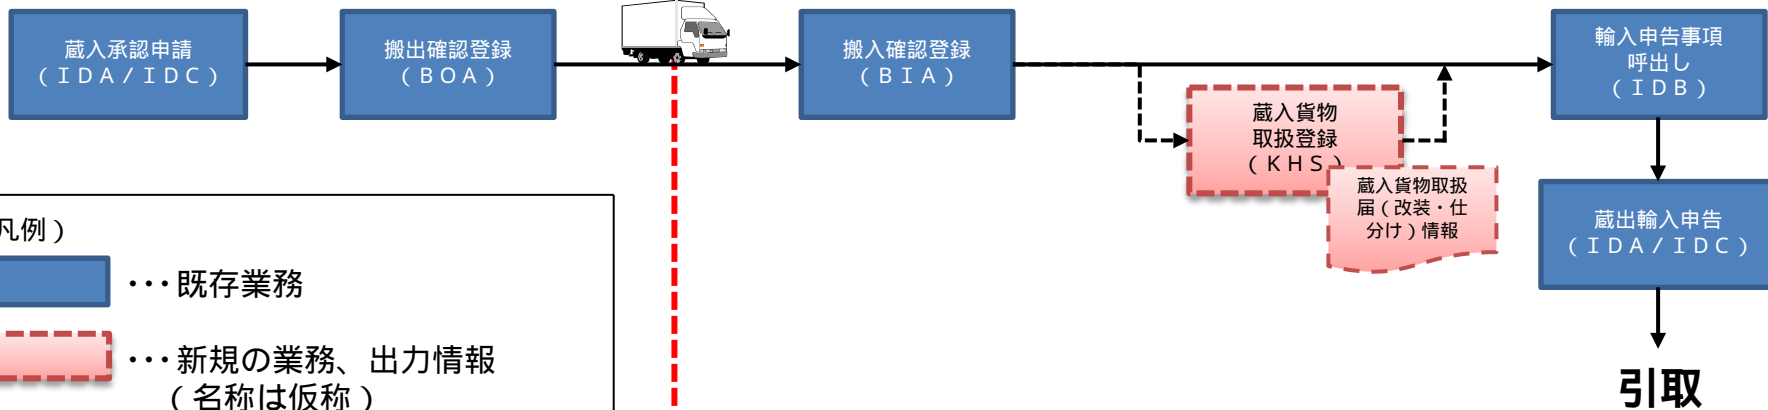 蔵入承認申請
（ＩＤＡ／ＩＤＣ）
搬出確認登録
（ＢＯＡ）
搬入確認登録
（ＢＩＡ）
輸入申告事項
呼出し
（ＩＤＢ）
蔵入貨物
取扱登録
（ＫＨＳ）
蔵入貨物取扱
届（改装・仕
分け）情報
蔵出輸入申告
（ＩＤＡ／ＩＤＣ）
引取
凡例）
･･･既存業務
･･･新規の業務、出力情報
（名称は仮称）